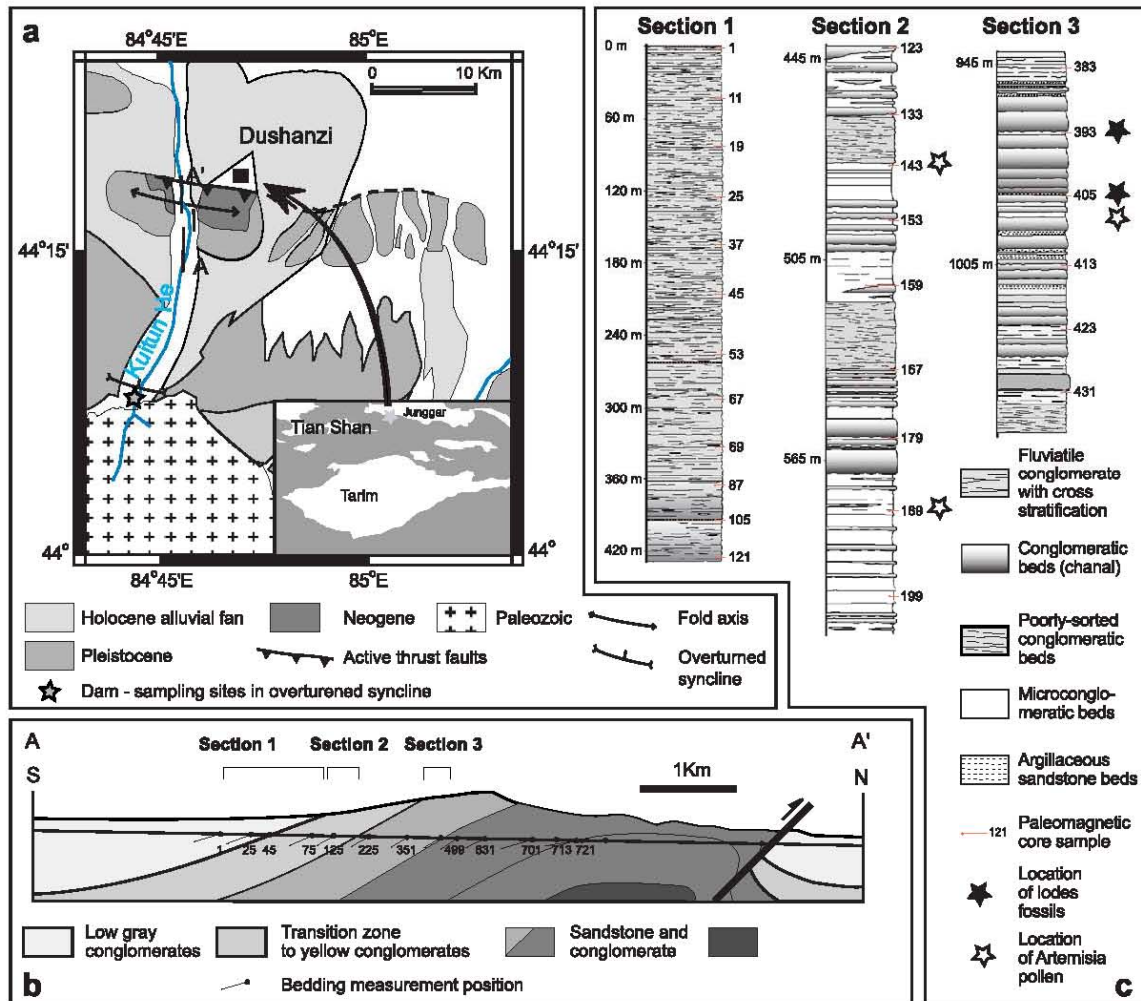 a
84°45'E
85°E
0 10 Km
Dushanzi
A'
44°15'
A
Kuitun He
Junggar
Tian Shan
Tarim
44°
84°45'E
85°E
Holocene alluvial fan
Neogene
Paleozoic
Fold axis
Pleistocene
Active thrust faults
Overturned
syncline
Dam - sampling sites in overturened syncline
A
A'
Section 1
Section 2
Section 3
S
N
1Km
1 25 45 75 125 225 351 499 631 701 713 721
Low gray
conglomerates
Transition zone
to yellow conglomerates
Sandstone and
conglomerate
Bedding measurement position
b
Section 1
0 m
60 m
120 m
180 m
240 m
300 m
360 m
420 m
1
11
19
25
37
45
53
67
69
87
105
121
Section 2
445 m
505 m
565 m
123
133
143
153
159
167
179
189
199
Section 3
945 m
1005 m
383
393
405
413
423
431
Fluviatile
conglomerate
with cross
stratification
Conglomeratic
beds (chanal)
Poorly-sorted
conglomeratic
beds
Microconglo-
meratic beds
Argillaceous
sandstone beds
121
Paleomagnetic
core sample
Location
of Iodes
fossils
Location
of Artemisia
pollen
c